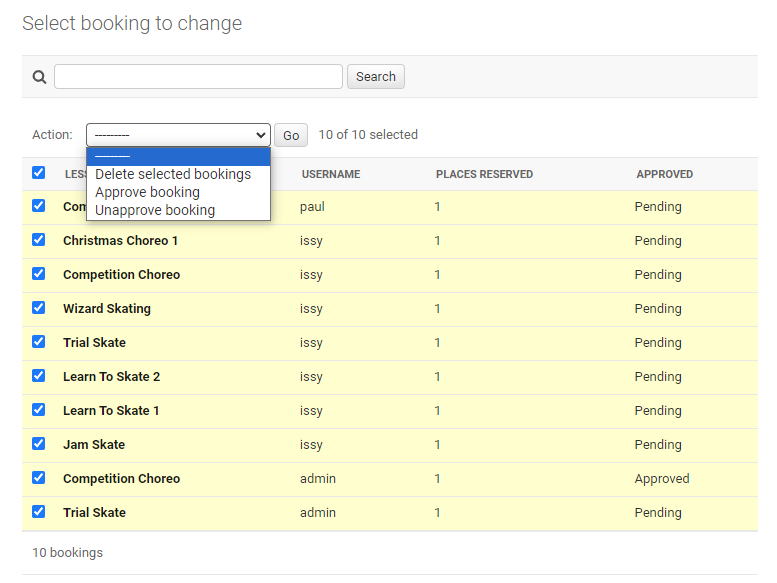 Select booking to change
Search
Action: --------- Go 10 of 10 selected
---------
Delete selected bookings
Approve booking
Unapprove booking
USERNAME PLACES RESERVED APPROVED
paul 1 Pending
Christmas Choreo 1 issy 1 Pending
Competition Choreo issy 1 Pending
Wizard Skating issy 1 Pending
Trial Skate issy 1 Pending
Learn To Skate 2 issy 1 Pending
Learn To Skate 1 issy 1 Pending
Jam Skate issy 1 Pending
Competition Choreo admin 1 Approved
Trial Skate admin 1 Pending
10 bookings